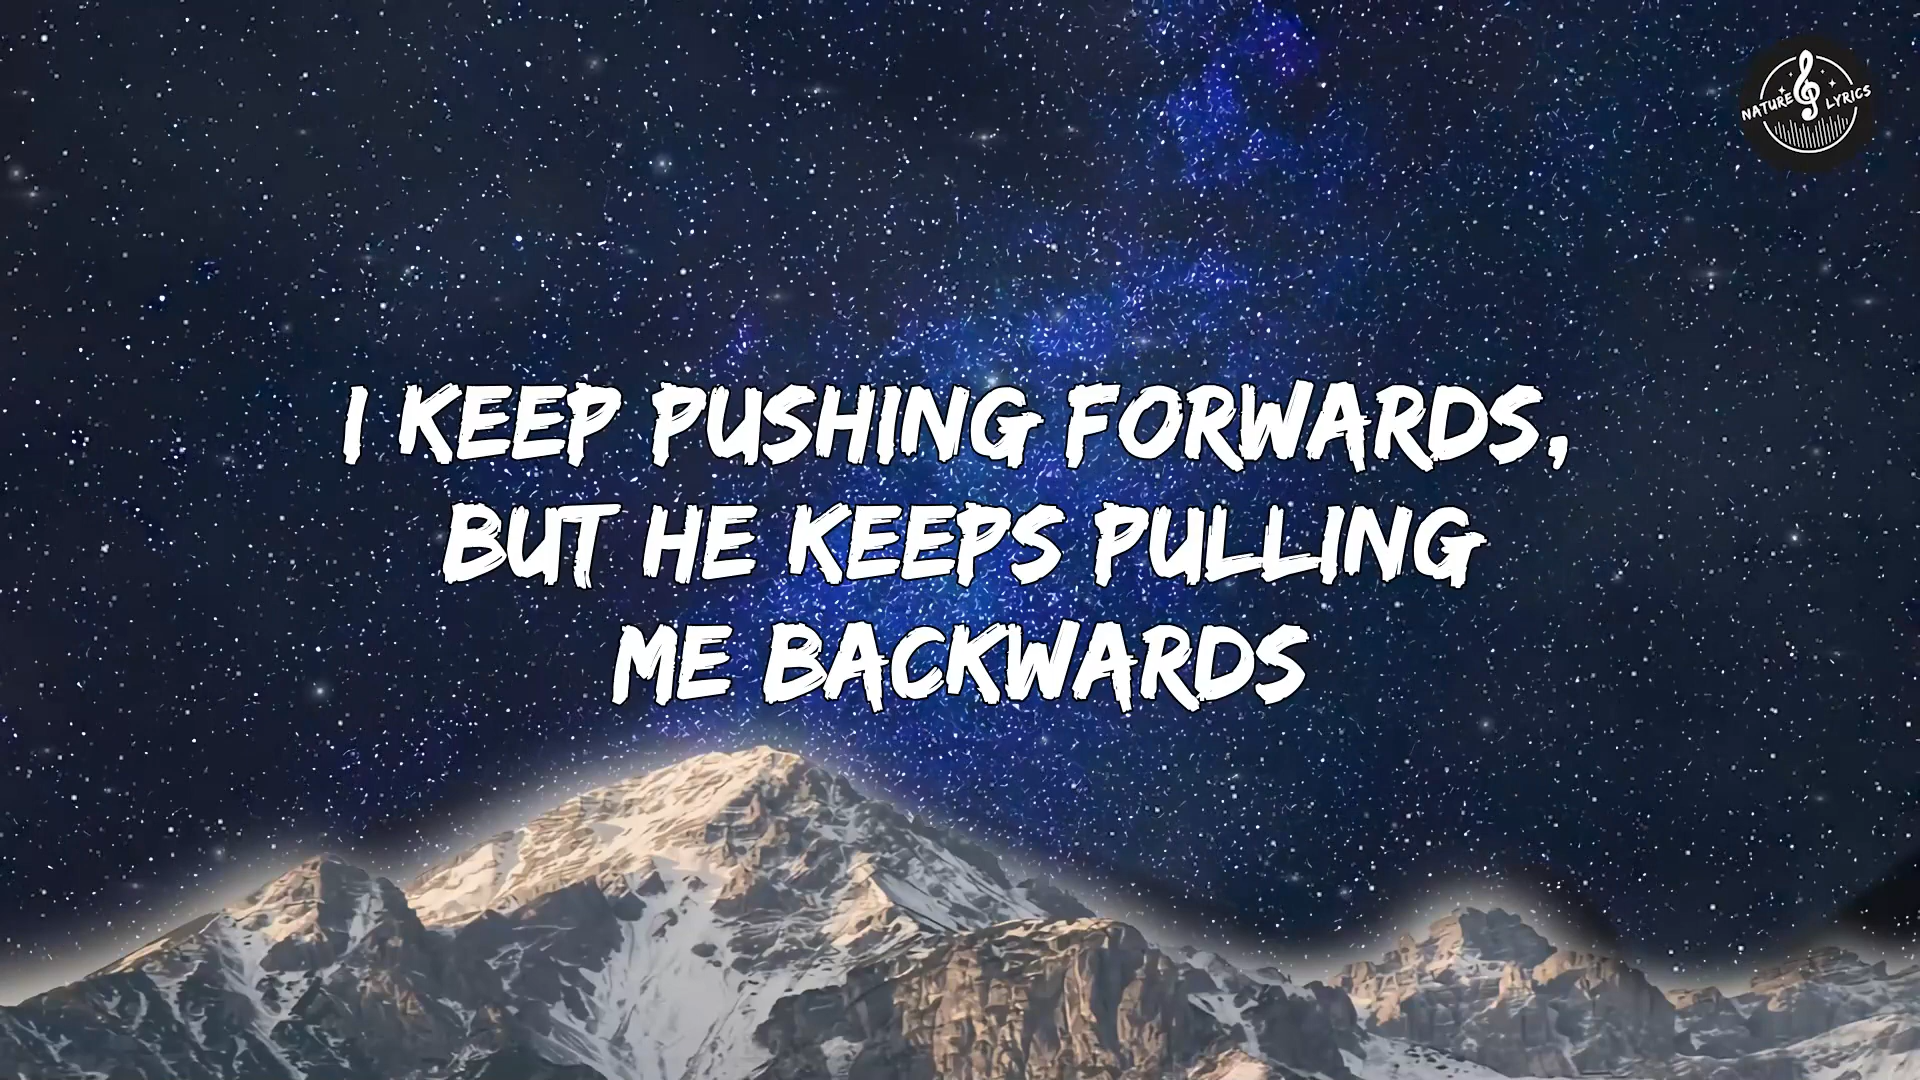 NATURE LYRICS
I KEEP PUSHING FORWARDS,
BUT HE KEEPS PULLING
ME BACKWARDS